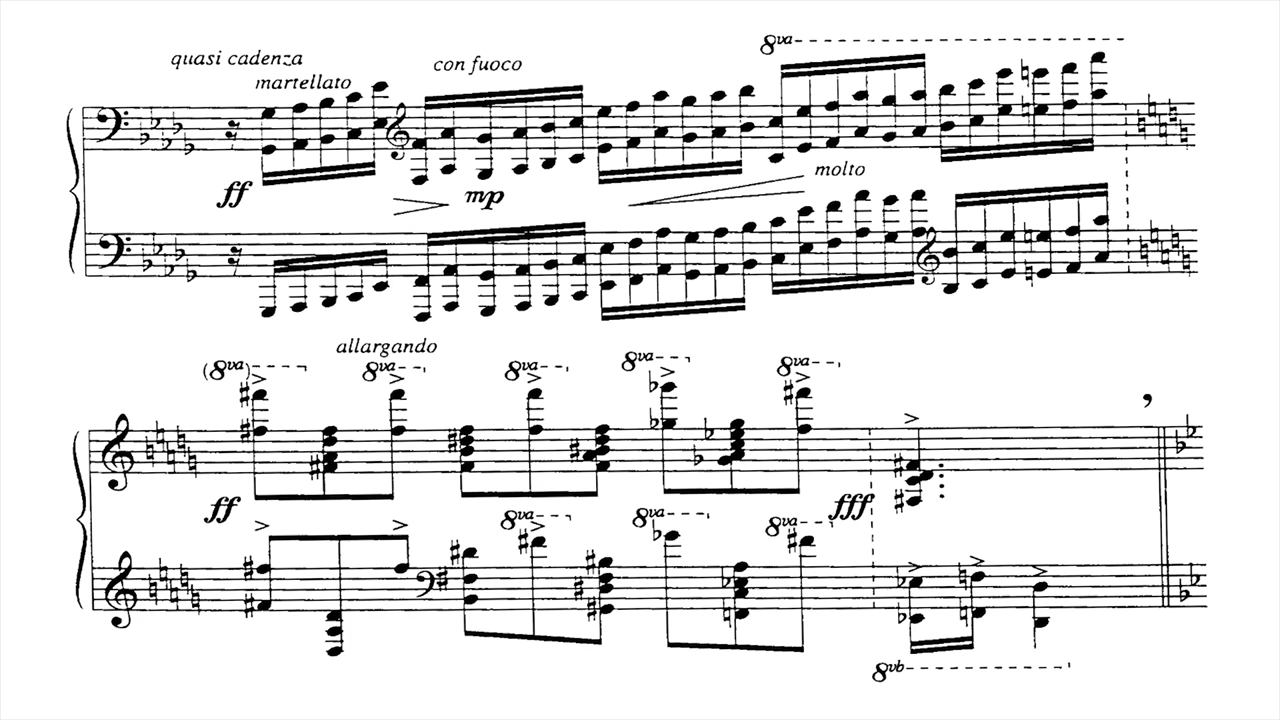 8va
quasi cadenza
martellato
con fuoco
ff
mp
molto
allargando
(8va)
8va
8va
8va
8va
ff
fff
8va
8va
8va
8vb